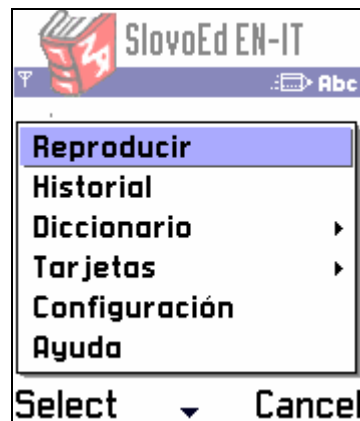 SlovoEd EN-IT
Abc
Reproducir
Historial
Diccionario
Tarjetas
Configuración
Ayuda
Select Cancel